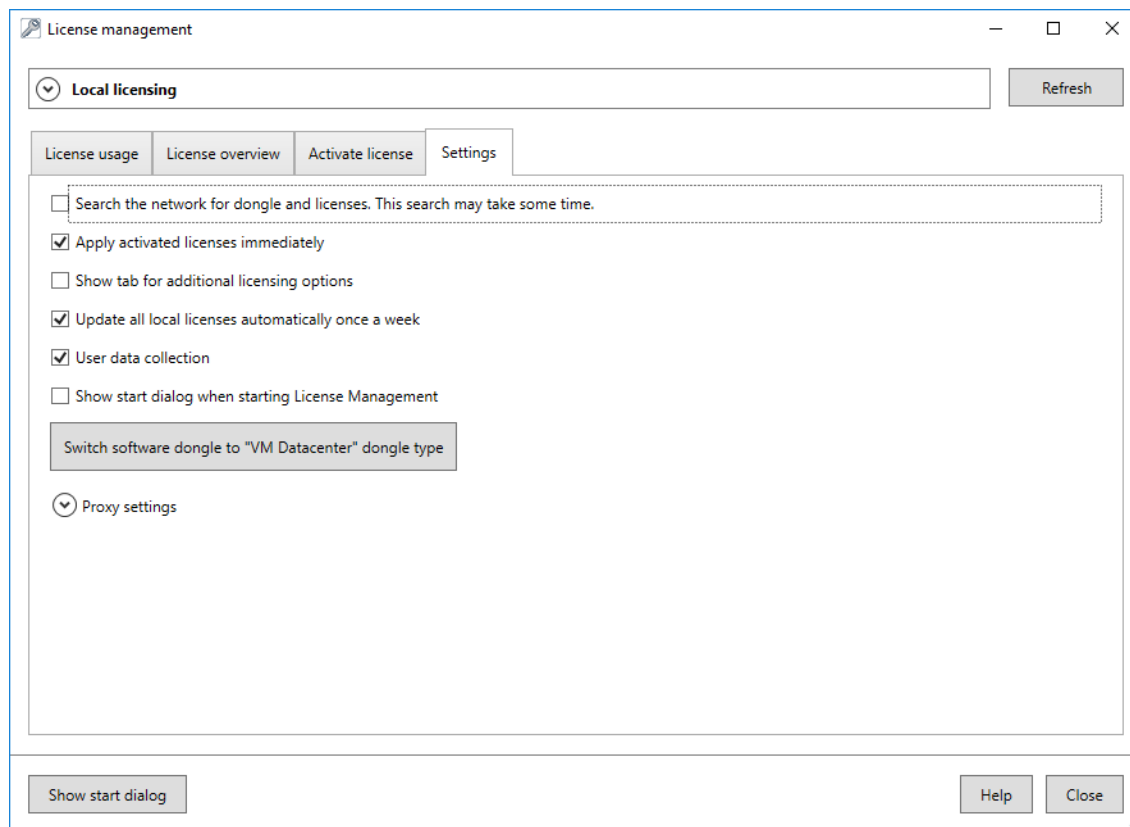 License management
Local licensing
Refresh
License usage
License overview
Activate license
Settings
Search the network for dongle and licenses. This search may take some time.
Apply activated licenses immediately
Show tab for additional licensing options
Update all local licenses automatically once a week
User data collection
Show start dialog when starting License Management
Switch software dongle to "VM Datacenter" dongle type
Proxy settings
Show start dialog
Help
Close